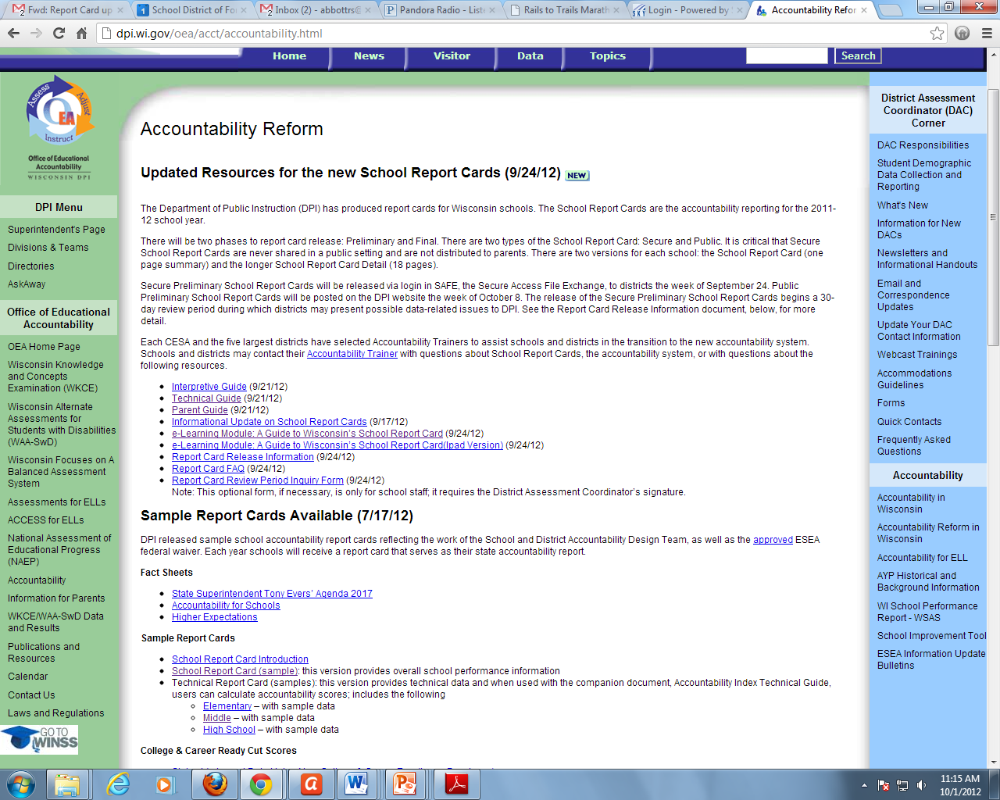 Fwd: Report Card up
School District of Fo
Inbox (2) - abbottrs@
Pandora Radio - List
Rails to Trails Marath
Login - Powered by
Accountability Refor
dpi.wi.gov/oea/acct/accountability.html
Home News Visitor Data Topics Search
Assess Adjust Instruct
OEA
Office of Educational
Accountability
WISCONSIN DPI
DPI Menu
Superintendent's Page
Divisions & Teams
Directories
AskAway
Office of Educational
Accountability
OEA Home Page
Wisconsin Knowledge
and Concepts
Examination (WKCE)
Wisconsin Alternate
Assessments for
Students with Disabilities
(WAA-SwD)
Wisconsin Focuses on A
Balanced Assessment
System
Assessments for ELLs
ACCESS for ELLs
National Assessment of
Educational Progress
(NAEP)
Accountability
Information for Parents
WKCE/WAA-SwD Data
and Results
Publications and
Resources
Calendar
Contact Us
Laws and Regulations
GO TO
WINSS
Accountability Reform
Updated Resources for the new School Report Cards (9/24/12) NEW
The Department of Public Instruction (DPI) has produced report cards for Wisconsin schools. The School Report Cards are the accountability reporting for the 2011-
12 school year.
There will be two phases to report card release: Preliminary and Final. There are two types of the School Report Card: Secure and Public. It is critical that Secure
School Report Cards are never shared in a public setting and are not distributed to parents. There are two versions for each school: the School Report Card (one
page summary) and the longer School Report Card Detail (18 pages).
Secure Preliminary School Report Cards will be released via login in SAFE, the Secure Access File Exchange, to districts the week of September 24. Public
Preliminary School Report Cards will be posted on the DPI website the week of October 8. The release of the Secure Preliminary School Report Cards begins a 30-
day review period during which districts may present possible data-related issues to DPI. See the Report Card Release Information document, below, for more
detail.
Each CESA and the five largest districts have selected Accountability Trainers to assist schools and districts in the transition to the new accountability system.
Schools and districts may contact their Accountability Trainer with questions about School Report Cards, the accountability system, or with questions about the
following resources.
• Interpretive Guide (9/21/12)
• Technical Guide (9/21/12)
• Parent Guide (9/21/12)
• Informational Update on School Report Cards (9/17/12)
• e-Learning Module: A Guide to Wisconsin's School Report Card (9/24/12)
• e-Learning Module: A Guide to Wisconsin's School Report Card(Ipad Version) (9/24/12)
• Report Card Release Information (9/24/12)
• Report Card FAQ (9/24/12)
• Report Card Review Period Inquiry Form (9/24/12)
Note: This optional form, if necessary, is only for school staff; it requires the District Assessment Coordinator's signature.
Sample Report Cards Available (7/17/12)
DPI released sample school accountability report cards reflecting the work of the School and District Accountability Design Team, as well as the approved ESEA
federal waiver. Each year schools will receive a report card that serves as their state accountability report.
Fact Sheets
• State Superintendent Tony Evers' Agenda 2017
• Accountability for Schools
• Higher Expectations
Sample Report Cards
• School Report Card Introduction
• School Report Card (sample): this version provides overall school performance information
• Technical Report Card (samples): this version provides technical data and when used with the companion document, Accountability Index Technical Guide,
users can calculate accountability scores; includes the following
○ Elementary – with sample data
○ Middle – with sample data
○ High School – with sample data
College & Career Ready Cut Scores
District Assessment
Coordinator (DAC)
Corner
DAC Responsibilities
Student Demographic
Data Collection and
Reporting
What's New
Information for New
DACs
Newsletters and
Informational Handouts
Email and
Correspondence
Updates
Update Your DAC
Contact Information
Webcast Trainings
Accommodations
Guidelines
Forms
Quick Contacts
Frequently Asked
Questions
Accountability
Accountability in
Wisconsin
Accountability Reform in
Wisconsin
Accountability for ELL
AYP Historical and
Background Information
WI School Performance
Report - WSAS
School Improvement Tool
ESEA Information Update
Bulletins
11:15 AM
10/1/2012